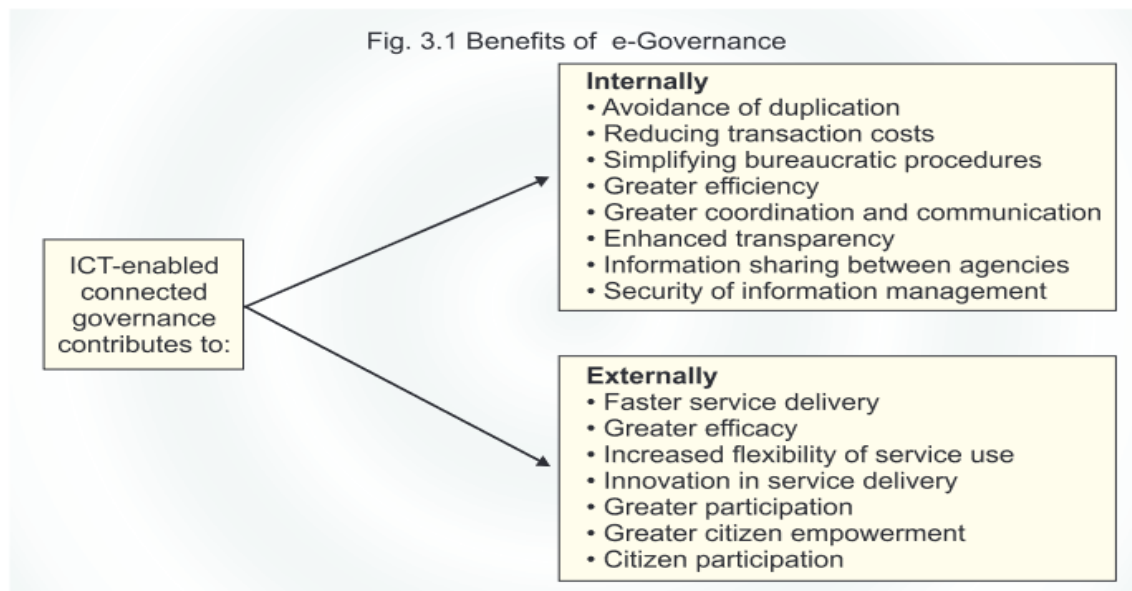 Fig. 3.1 Benefits of e-Governance
ICT-enabled
connected
governance
contributes to:
Internally
• Avoidance of duplication
• Reducing transaction costs
• Simplifying bureaucratic procedures
• Greater efficiency
• Greater coordination and communication
• Enhanced transparency
• Information sharing between agencies
• Security of information management
Externally
• Faster service delivery
• Greater efficacy
• Increased flexibility of service use
• Innovation in service delivery
• Greater participation
• Greater citizen empowerment
• Citizen participation